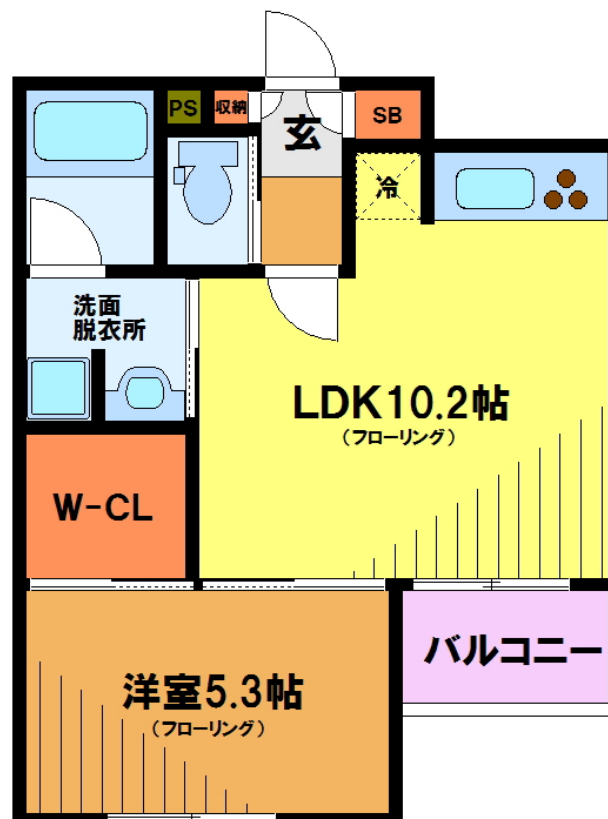 PS
収納
玄
SB
冷
洗面
脱衣所
LDK10.2帖
(フローリング)
W-CL
バルコニー
洋室5.3帖
(フローリング)